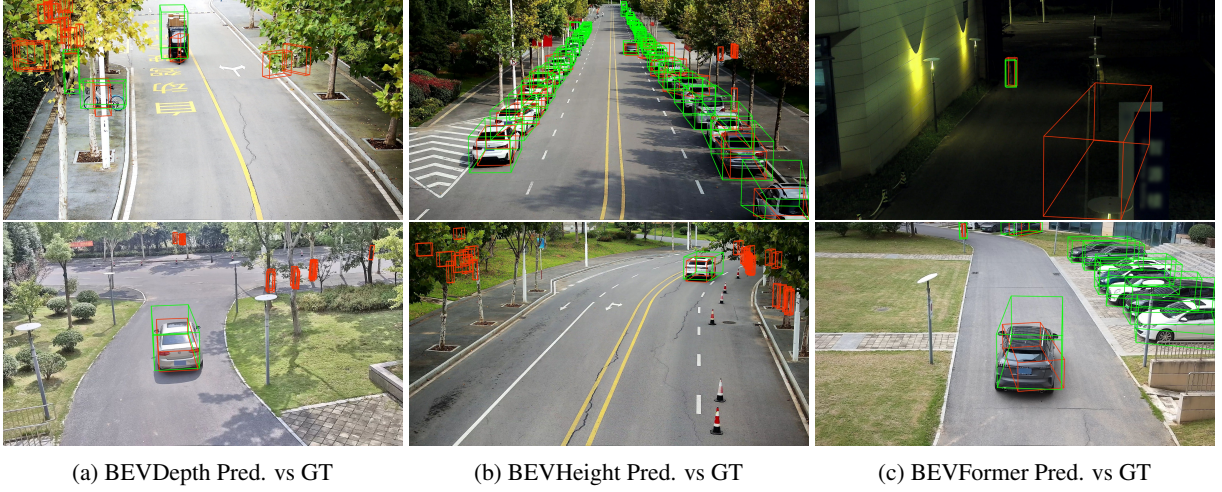 (a) BEVDepth Pred. vs GT
(b) BEVHeight Pred. vs GT
(c) BEVFormer Pred. vs GT